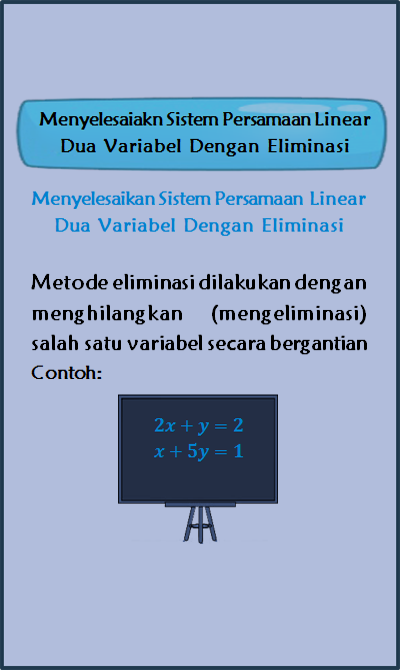 Menyelesaiakn Sistem Persamaan Linear
Dua Variabel Dengan Eliminasi
Menyelesaikan Sistem Persamaan Linear
Dua Variabel Dengan Eliminasi
Metode eliminasi dilakukan dengan
menghilangkan (mengeliminasi)
salah satu variabel secara bergantian
Contoh:
2x + y = 2
x + 5y = 1